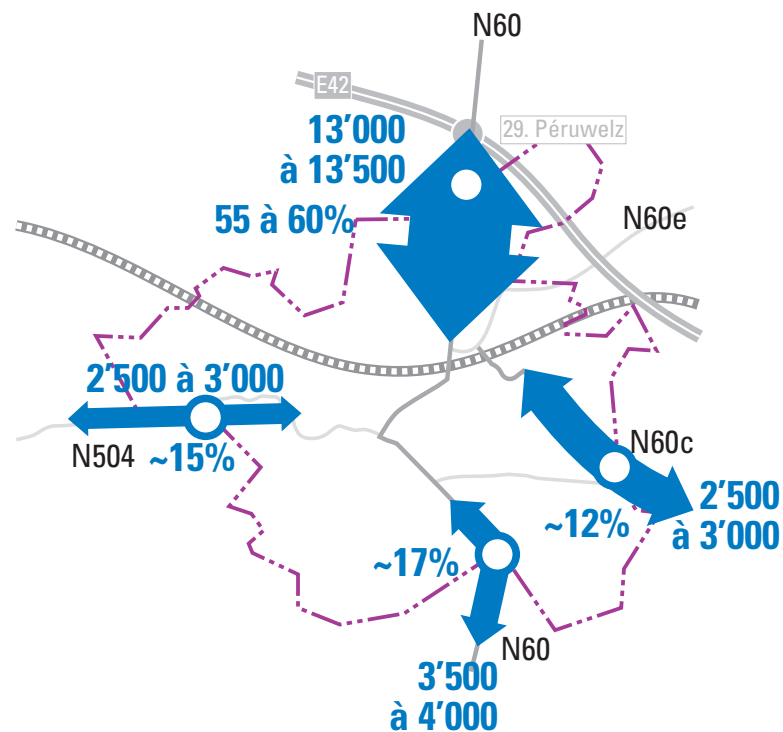 N60
E42
29. Péruwelz
13’000
à 13’500
55 à 60%
N60e
2’500 à 3’000
N504
~15%
N60c
2’500
à 3’000
~12%
~17%
N60
3’500
à 4’000